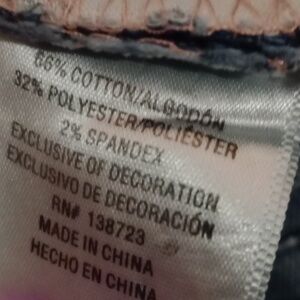 66% COTTON/ALGODÓN
32% POLYESTER/POLIÉSTER
2% SPANDEX
EXCLUSIVE OF DECORATION
EXCLUSIVO DE DECORACIÓN
RN# 138723
MADE IN CHINA
HECHO EN CHINA